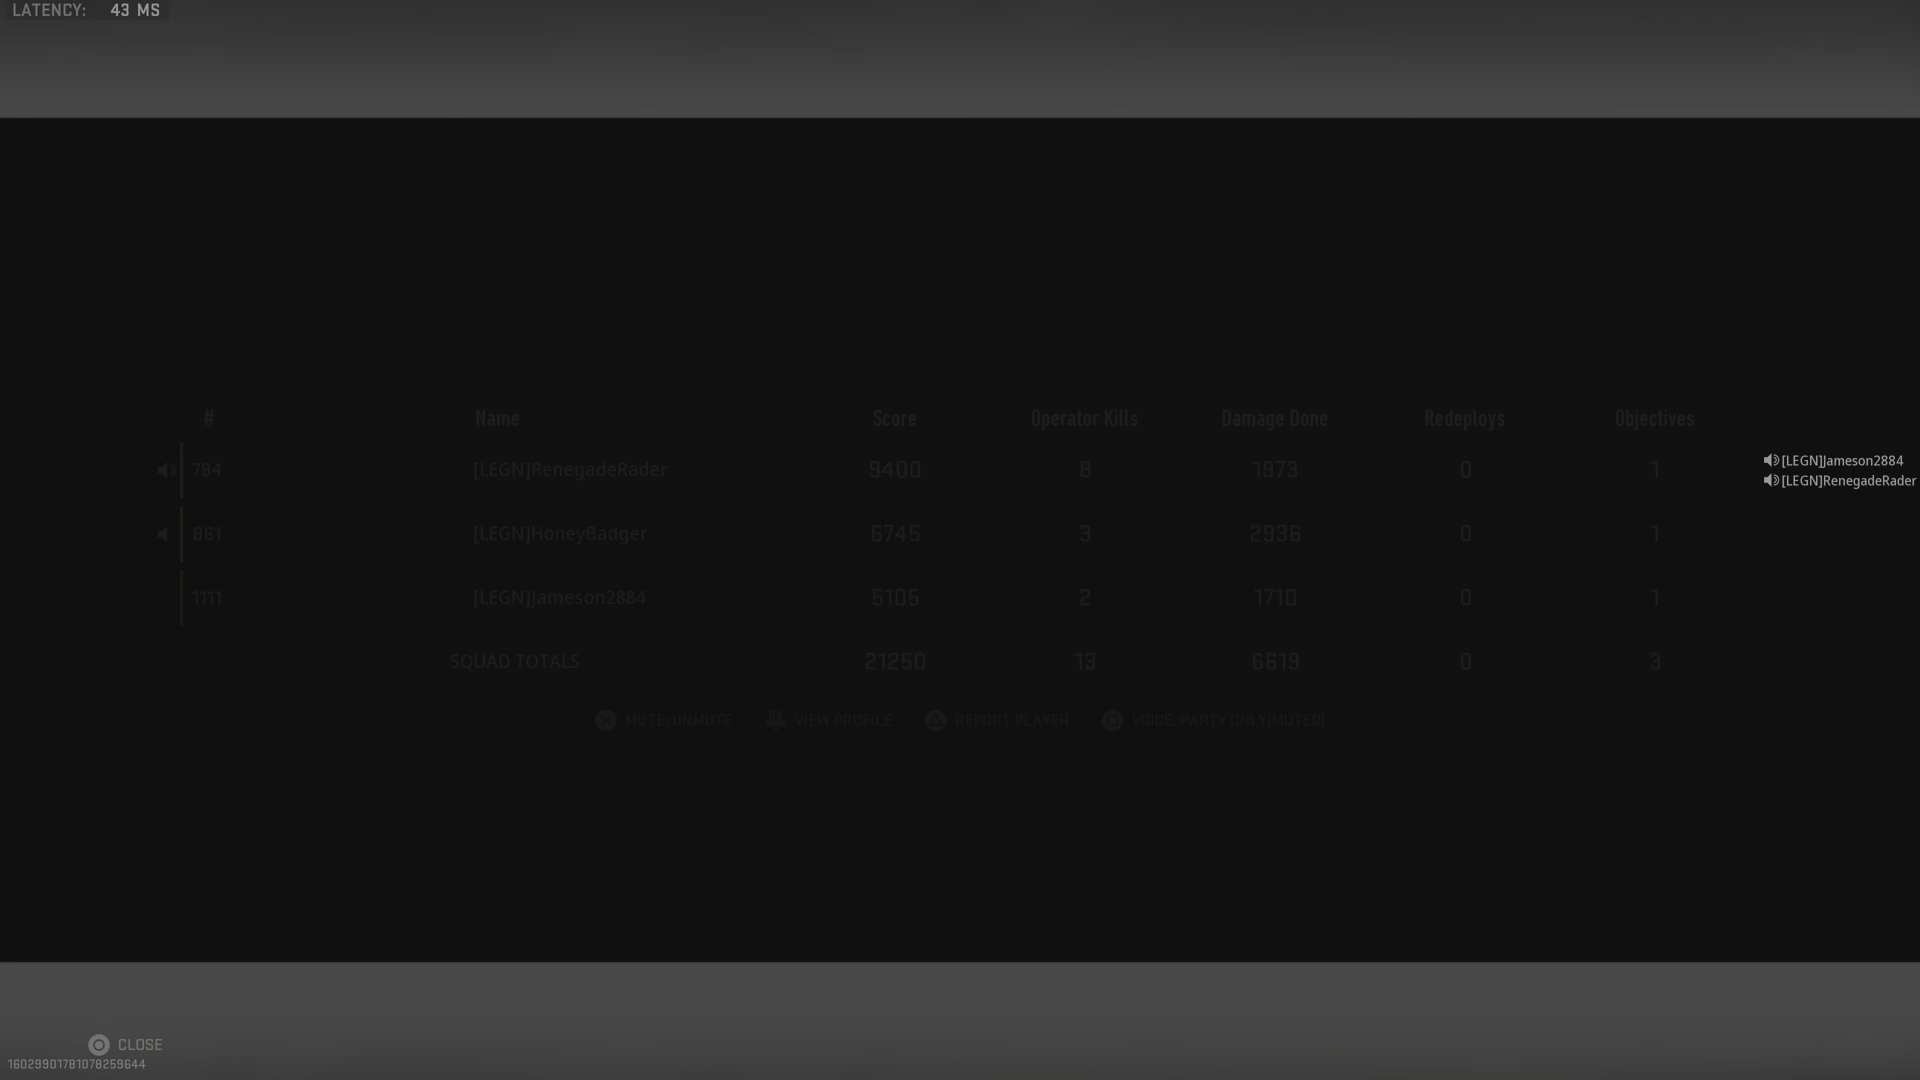 LATENCY: 43 MS
# Name Score Operator Kills Damage Done Redeploys Objectives
794 [LEGN]RenegadeRader 9400 8 1973 0 1
[LEGN]Jameson2884
[LEGN]RenegadeRader
861 [LEGN]HoneyBadger 6745 3 2936 0 1
1111 [LEGN]Jameson2884 5105 2 1710 0 1
SQUAD TOTALS 21250 13 6619 0 3
MUTE/UNMUTE VIEW PROFILE REPORT PLAYER VOICE: PARTY ONLY(MUTED)
CLOSE
16029901781078259644